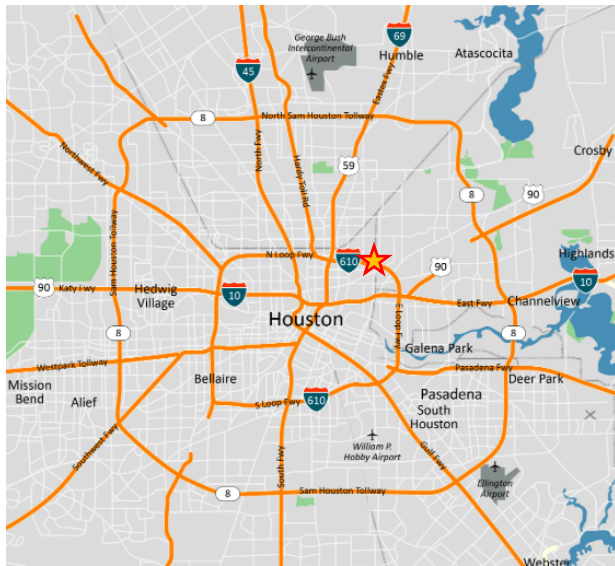 George Bush
Intercontinental
Airport
69
Humble
Atascocita
45
8
North Sam Houston Tollway
Eastex Fwy
Crosby
Northwest Fwy
North Fwy
Hardy Toll Rd
59
90
8
Sam Houston Tollway
N Loop Fwy
610
90
Highlands
90
Katy Fwy
Hedwig
Village
10
East Fwy
Channelview
10
Houston
E Loop Fwy
8
8
Galena Park
Westpark Tollway
Pasadena Fwy
Deer Park
Mission
Bend
Alief
Bellaire
S Loop Fwy
610
Pasadena
South
Houston
Southwest Fwy
South Fwy
William P.
Hobby Airport
Gulf Fwy
Ellington
Airport
8
Sam Houston Tollway
Webster